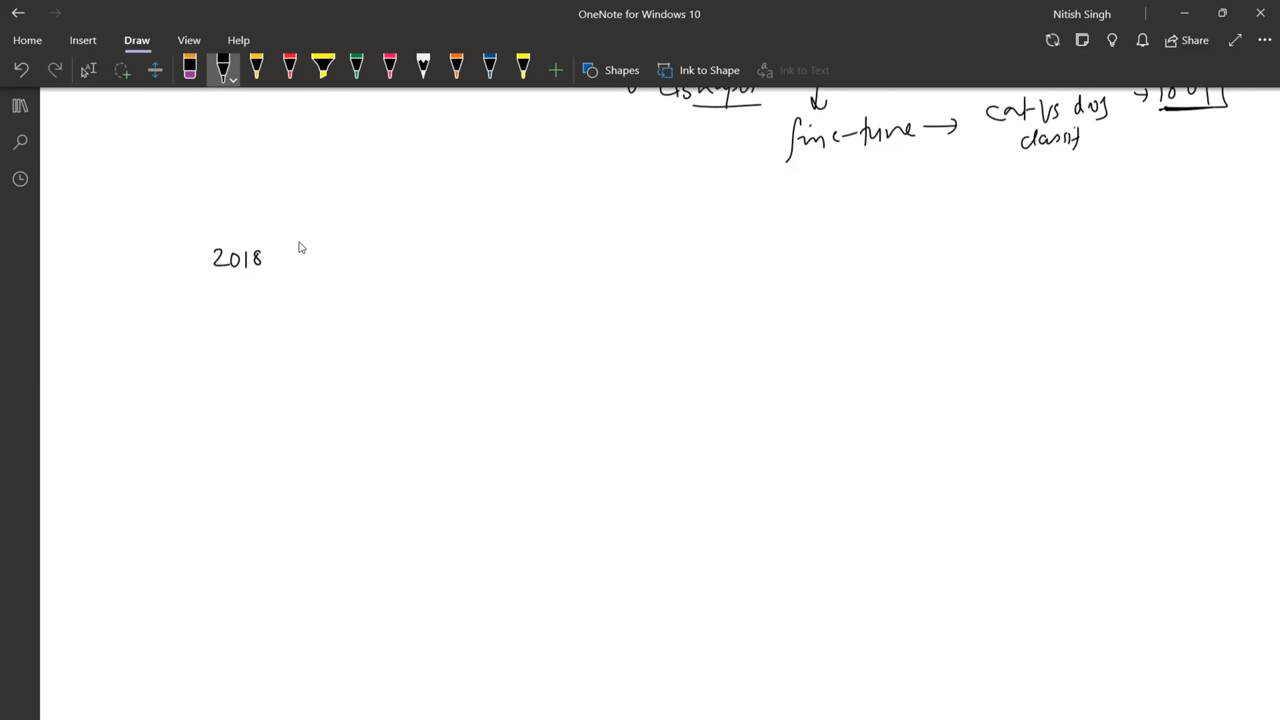 OneNote for Windows 10
Nitish Singh
Home Insert Draw View Help
Share
Shapes
Ink to Shape
Ink to Text
fine-tune → cat vs dog
classif
2018